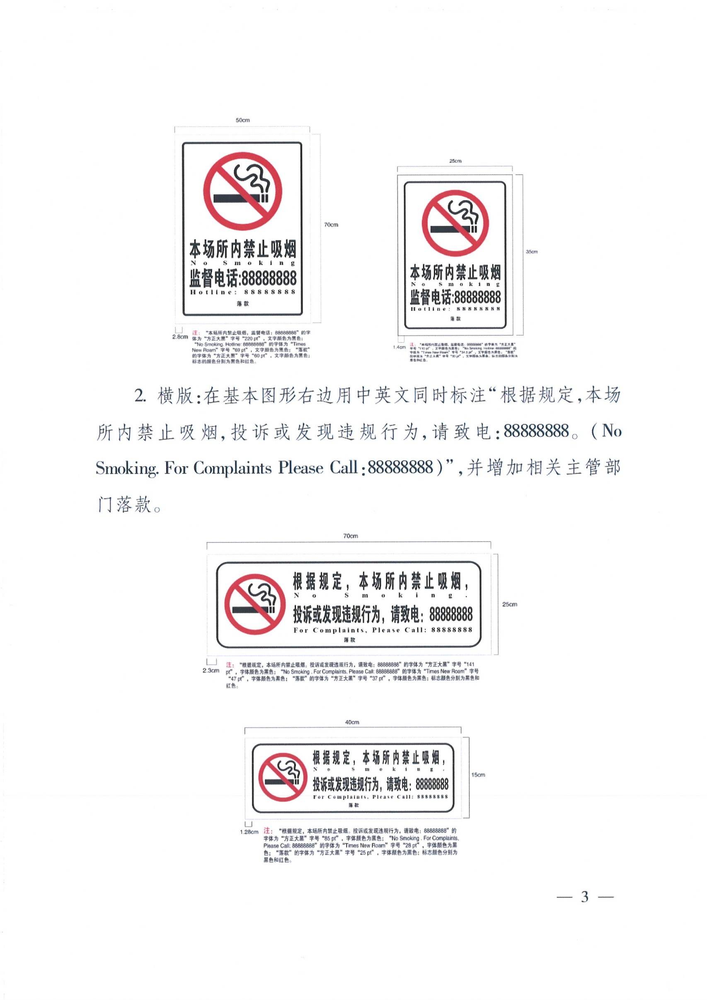 50cm
本场所内禁止吸烟
No Smoking
监督电话:88888888
Hotline: 88888888
落款
70cm
2.8cm
注： “本场所内禁止吸烟，监督电话：88888888”的字
体为“方正大黑”字号“220 pt”，文字颜色为黑色；
“No Smoking. Hotline: 88888888”的字体为“Times
New Roam”字号“69 pt”，文字颜色为黑色；“落款”
的字体为“方正大黑”字号“60 pt”，文字颜色为黑色；
标志的颜色分别为黑色和红色。
25cm
本场所内禁止吸烟
No Smoking
监督电话:88888888
Hotline: 88888888
落款
35cm
1.4cm
注： “本场所内禁止吸烟，监督电话：88888888”的字体为“方正大黑”
字号“110 pt”，文字颜色为黑色；“No Smoking. Hotline: 88888888”的
字体为“Times New Roam”字号“34.5 pt”，文字颜色为黑色；“落款”
的字体为“方正大黑”字号“30 pt”，文字颜色为黑色；标志的颜色分别为
黑色和红色。
2. 横版:在基本图形右边用中英文同时标注“根据规定,本场
所内禁止吸烟,投诉或发现违规行为,请致电:88888888。(No
Smoking. For Complaints Please Call:88888888)”,并增加相关主管部
门落款。
70cm
根据规定，本场所内禁止吸烟，
No Smoking.
投诉或发现违规行为，请致电：88888888
For Complaints, Please Call: 88888888
落款
25cm
2.3cm
注： “根据规定，本场所内禁止吸烟。投诉或发现违规行为，请致电：88888888”的字体为“方正大黑”字号“141
pt”，字体颜色为黑色；“No Smoking . For Complaints, Please Call: 88888888”的字体为“Times New Roam”字号
“47 pt”，字体颜色为黑色；“落款”的字体为“方正大黑”字号“37 pt”，字体颜色为黑色；标志颜色分别为黑色和
红色。
40cm
根据规定，本场所内禁止吸烟，
No Smoking.
投诉或发现违规行为，请致电：88888888
For Complaints, Please Call: 88888888
落款
15cm
1.28cm
注： “根据规定，本场所内禁止吸烟。投诉或发现违规行为，请致电：88888888”的
字体为“方正大黑”字号“85 pt”，字体颜色为黑色；“No Smoking . For Complaints,
Please Call: 88888888”的字体为“Times New Roam”字号“28 pt”，字体颜色为黑
色；“落款”的字体为“方正大黑”字号“25 pt”，字体颜色为黑色；标志颜色分别为
黑色和红色。
— 3 —